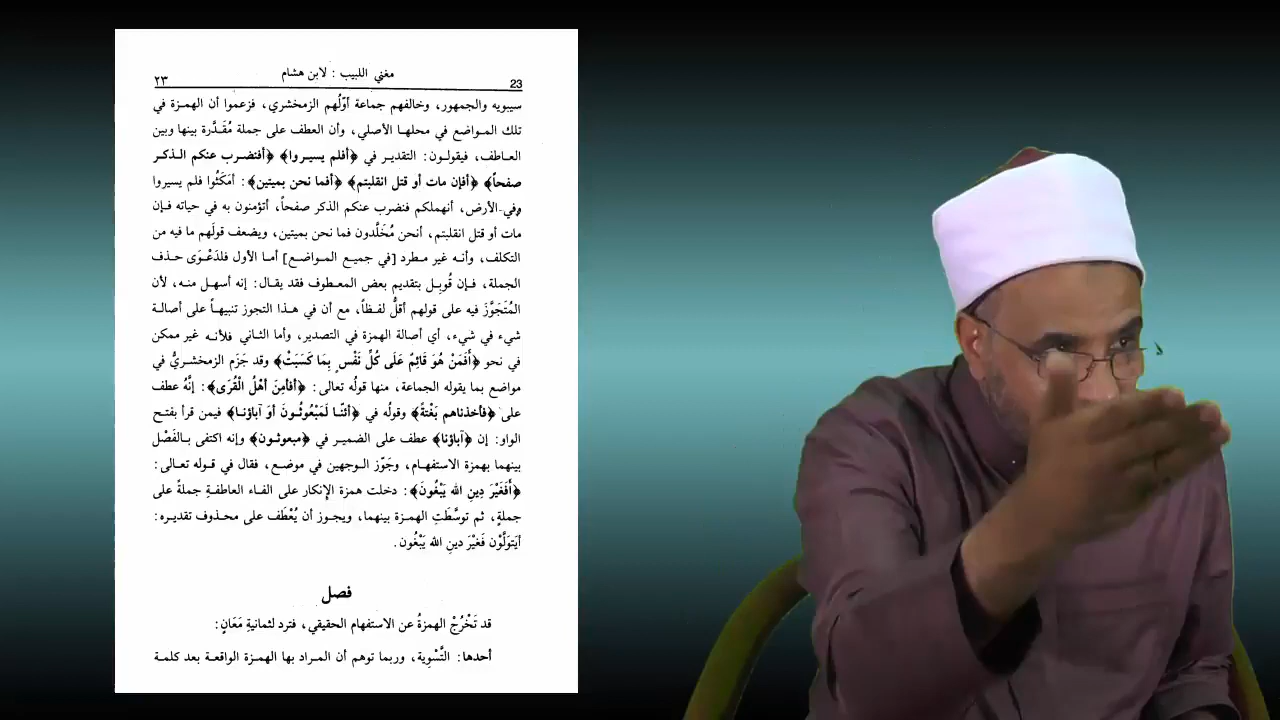 مغني اللبيب : لابن هشام
٢٣
23
سيبويه والجمهور، وخالفهم جماعة أوّلُهم الزمخشري، فزعموا أن الهمزة في
تلك المواضع في محلها الأصلي، وأن العطف على جملة مُقَدَّرة بينها وبين
العاطف، فيقولون: التقدير في ﴿أفلم يسيروا﴾ ﴿أفنضرب عنكم الذكر
صفحاً﴾ ﴿أفإن مات أو قتل انقلبتم﴾ ﴿أفما نحن بميتين﴾: أمَكَثُوا فلم يسيروا
في الأرض، أنهملكم فنضرب عنكم الذكر صفحاً، أتؤمنون به في حياته فإن
مات أو قتل انقلبتم، أنحن مُخَلَّدون فما نحن بميتين، ويضعف قولَهم ما فيه من
التكلف، وأنه غير مطرد [في جميع المواضع] أما الأول فلدَعْوَى حذف
الجملة، فإن قُوبِل بتقديم بعض المعطوف فقد يقال: إنه أسهل منه، لأن
المُتَجَوَّزَ فيه على قولهم أقلُّ لفظاً، مع أن في هذا التجوز تنبيهاً على أصالة
شيء في شيء، أي أصالة الهمزة في التصدير، وأما الثاني فلأنه غير ممكن
في نحو ﴿أَفَمَنْ هُوَ قَائِمٌ عَلَى كُلِّ نَفْسٍ بِمَا كَسَبَتْ﴾ وقد جَزَم الزمخشريُّ في
مواضع بما يقوله الجماعة، منها قولُه تعالى: ﴿أفأمِنَ أهْلُ الْقُرَى﴾: إنَّهُ عطف
على ﴿فأخذناهم بَغْتةً﴾ وقولُه في ﴿أئنَّا لَمَبْعُوثُونَ أوَ آباؤنا﴾ فيمن قرأ بفتح
الواو: إن ﴿آباؤنا﴾ عطف على الضمير في ﴿مبعوثون﴾ وإنه اكتفى بالفَصْل
بينهما بهمزة الاستفهام، وجَوَّز الوجهين في موضع، فقال في قوله تعالى:
﴿أَفَغَيْرَ دِينِ الله يَبْغُونَ﴾: دخلت همزة الإنكار على الفاء العاطفةِ جملةً على
جملةٍ، ثم توسَّطَتِ الهمزة بينهما، ويجوز أن يُعْطَف على محذوف تقديره:
أيَتَوَلَّوْن فَغَيْرَ دينِ الله يَبْغُون.
فصل
قد تَخْرُجُ الهمزةُ عن الاستفهام الحقيقي، فترد لثمانيةِ مَعَانٍ:
أحدها: التَّسْوِية، وربما توهم أن المراد بها الهمزة الواقعة بعد كلمة